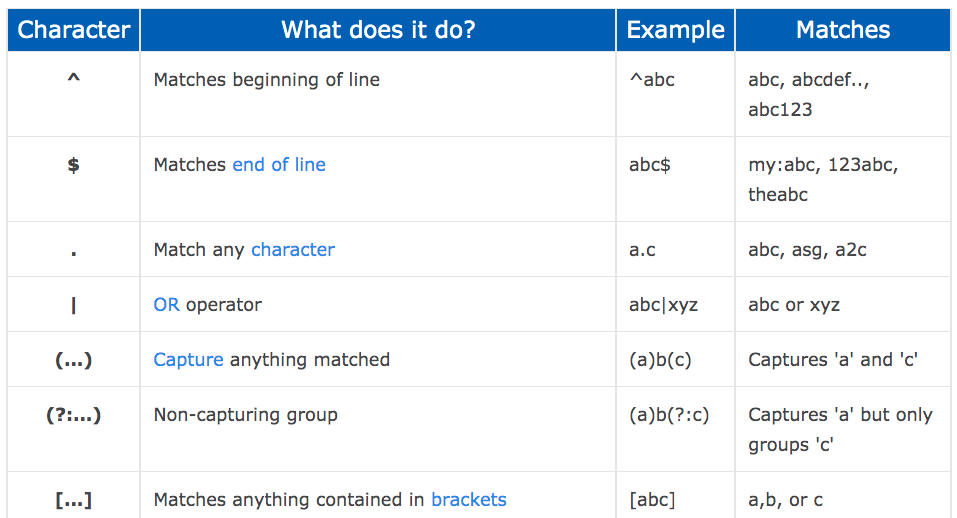 Character What does it do? Example Matches
^ Matches beginning of line ^abc abc, abcdef..,
abc123
$ Matches end of line abc$ my:abc, 123abc,
theabc
. Match any character a.c abc, asg, a2c
| OR operator abc|xyz abc or xyz
(...) Capture anything matched (a)b(c) Captures 'a' and 'c'
(?:...) Non-capturing group (a)b(?:c) Captures 'a' but only
groups 'c'
[...] Matches anything contained in brackets [abc] a,b, or c